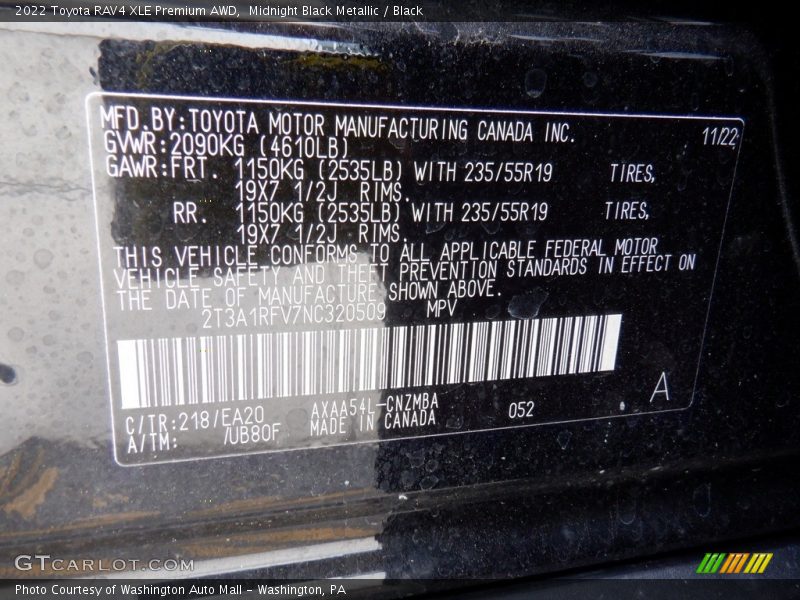 2022 Toyota RAV4 XLE Premium AWD,  Midnight Black Metallic / Black
MFD.BY:TOYOTA MOTOR MANUFACTURING CANADA INC. 11/22
GVWR:2090KG (4610LB)
GAWR:FRT. 1150KG (2535LB) WITH 235/55R19 TIRES,
19X7 1/2J RIMS.
RR. 1150KG (2535LB) WITH 235/55R19 TIRES,
19X7 1/2J RIMS.
THIS VEHICLE CONFORMS TO ALL APPLICABLE FEDERAL MOTOR
VEHICLE SAFETY AND THEFT PREVENTION STANDARDS IN EFFECT ON
THE DATE OF MANUFACTURE SHOWN ABOVE.
2T3A1RFV7NC320509 MPV
C/TR:218/EA20 AXAA54L-CNZMBA 052 A
A/TM: /UB80F MADE IN CANADA
GTCARLOT.COM
Photo Courtesy of Washington Auto Mall - Washington, PA